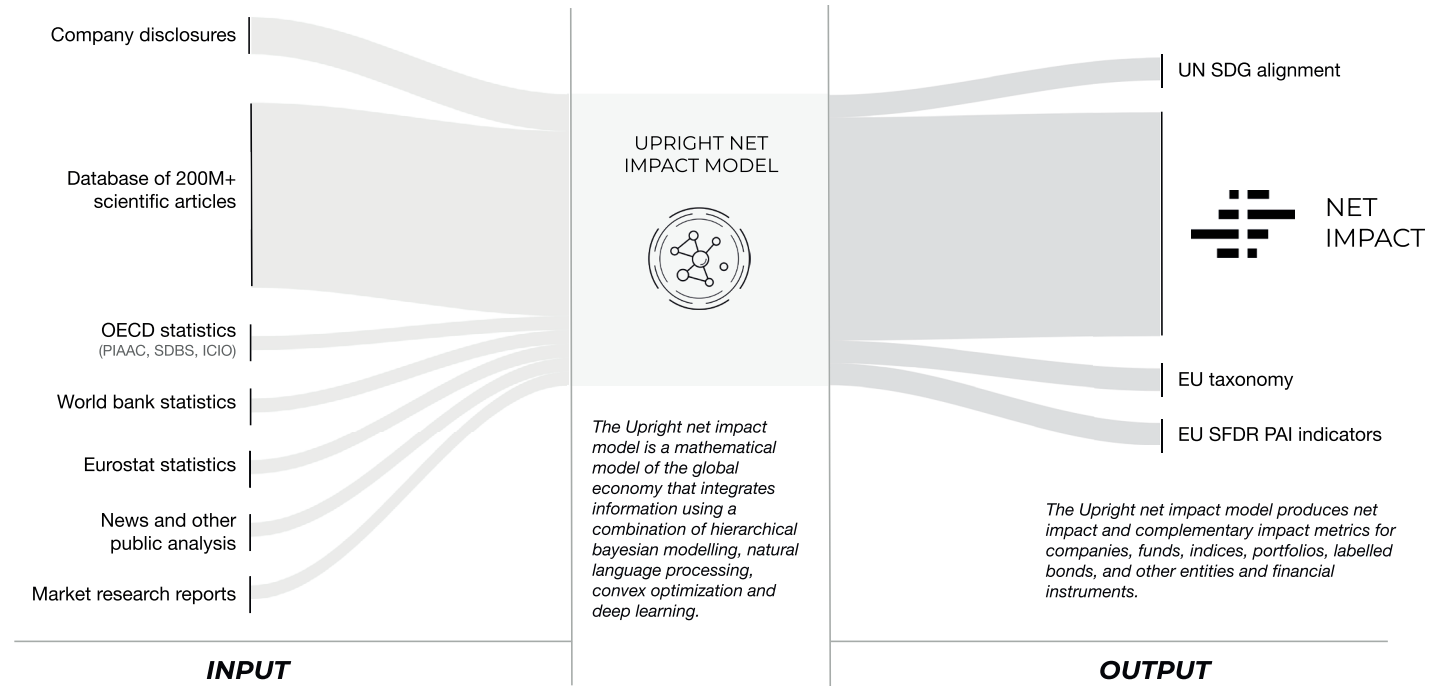 Company disclosures
Database of 200M+
scientific articles
OECD statistics
(PIAAC, SDBS, ICIO)
World bank statistics
Eurostat statistics
News and other
public analysis
Market research reports
INPUT
UPRIGHT NET
IMPACT MODEL
The Upright net impact
model is a mathematical
model of the global
economy that integrates
information using a
combination of hierarchical
bayesian modelling, natural
language processing,
convex optimization and
deep learning.
UN SDG alignment
NET
IMPACT
EU taxonomy
EU SFDR PAI indicators
The Upright net impact model produces net
impact and complementary impact metrics for
companies, funds, indices, portfolios, labelled
bonds, and other entities and financial
instruments.
OUTPUT